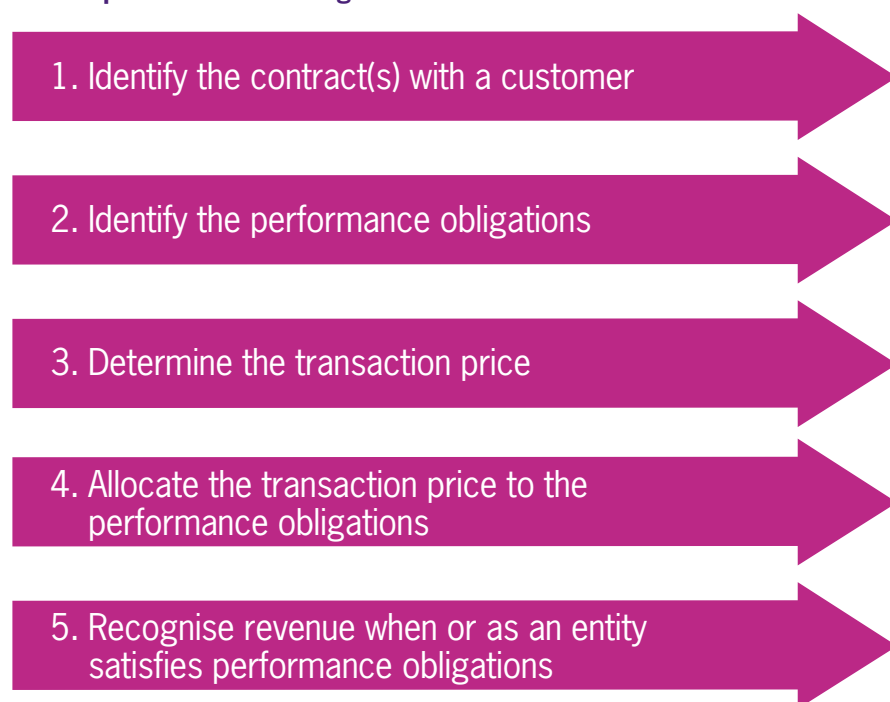 1. Identify the contract(s) with a customer
2. Identify the performance obligations
3. Determine the transaction price
4. Allocate the transaction price to the
performance obligations
5. Recognise revenue when or as an entity
satisfies performance obligations